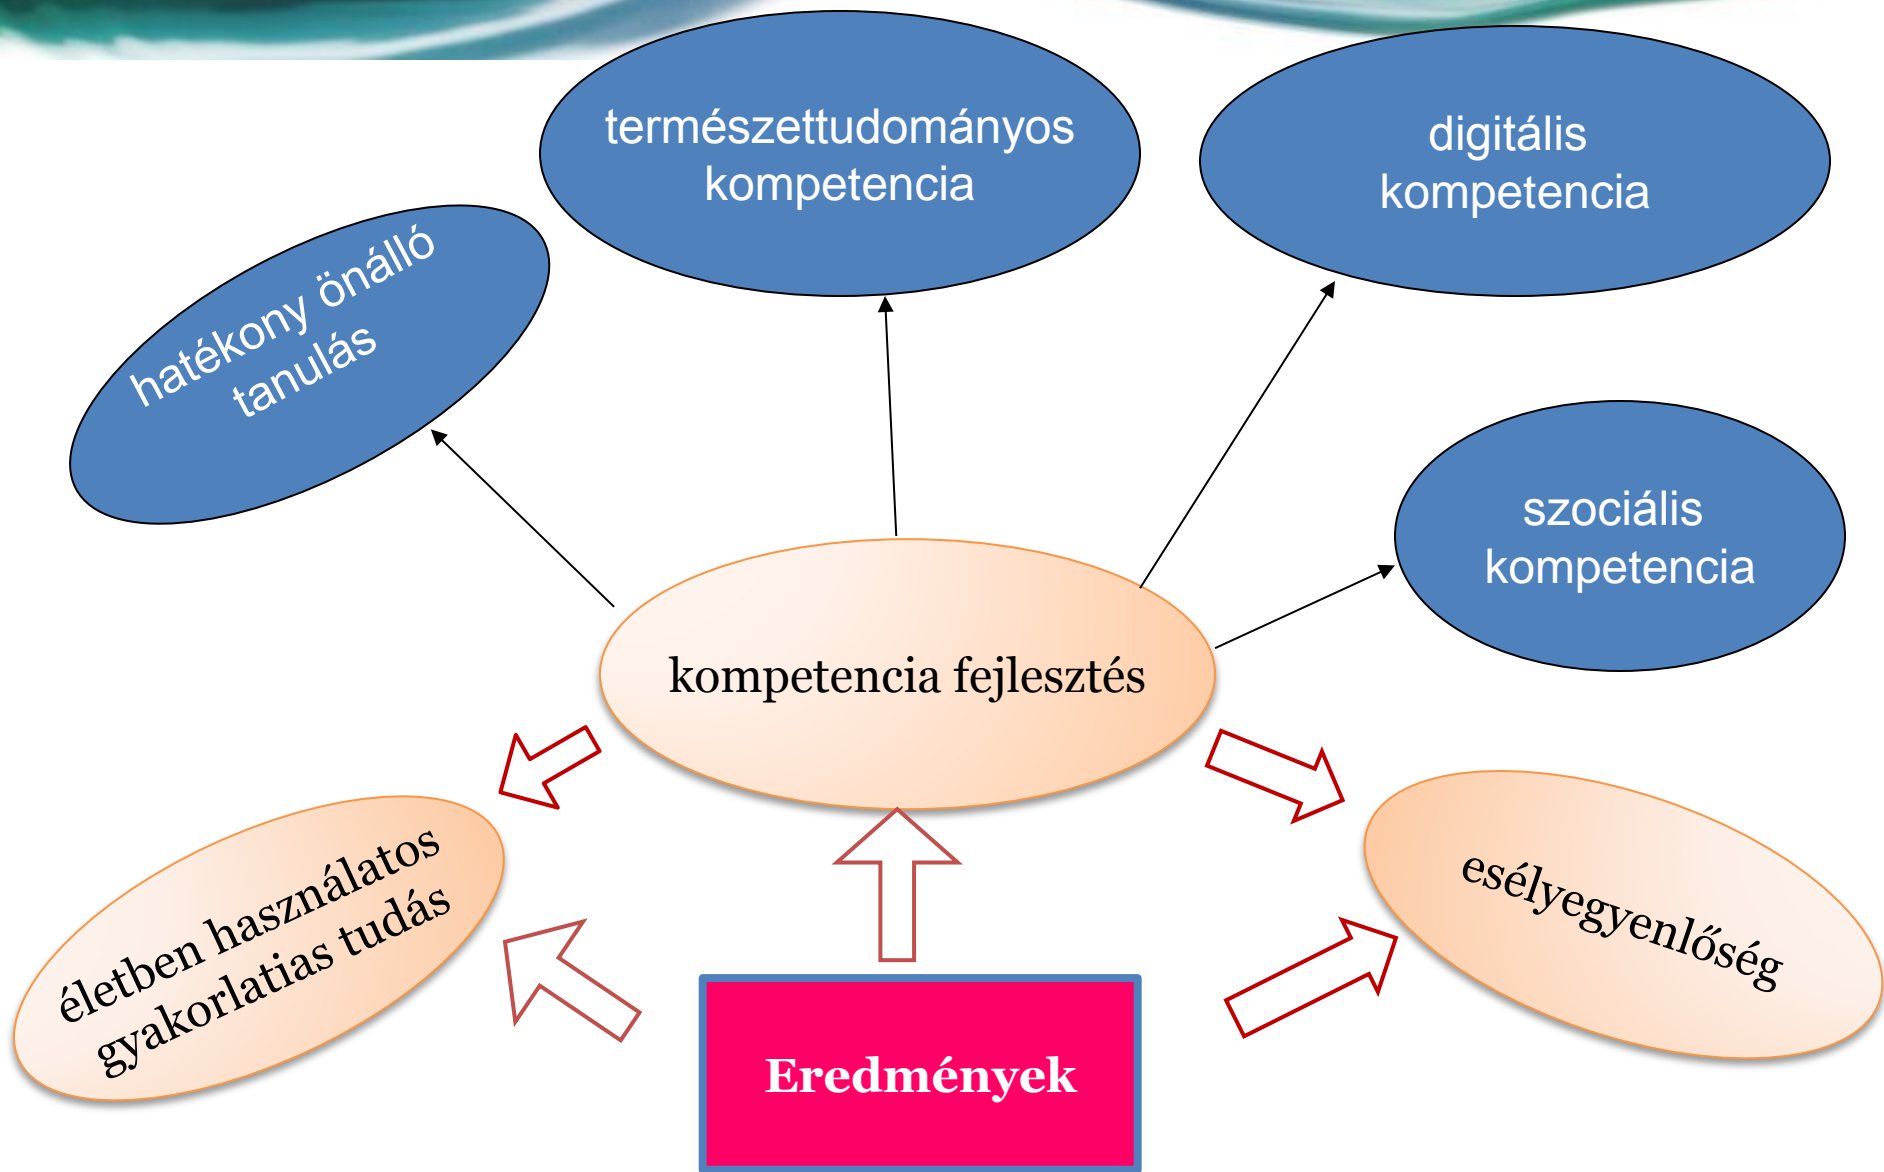 természettudományos
kompetencia
digitális
kompetencia
hatékony önálló
tanulás
szociális
kompetencia
kompetencia fejlesztés
életben használatos
gyakorlatias tudás
esélyegyenlőség
Eredmények